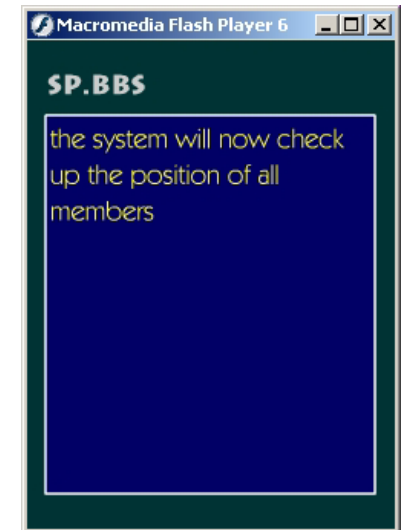 Macromedia Flash Player 6
SP.BBS
the system will now check
up the position of all
members